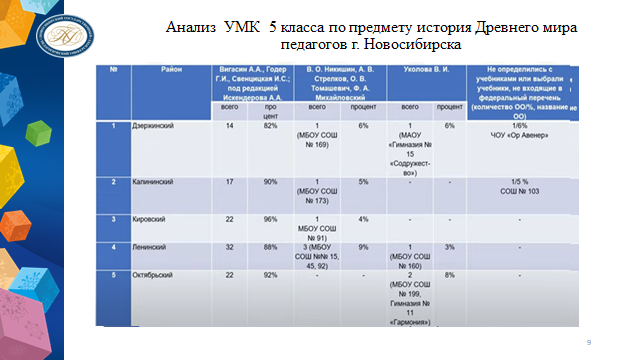 Анализ УМК 5 класса по предмету история Древнего мира
педагогов г. Новосибирска
№ Район Вигасин А.А., Годер Г.И., Свенцицкая И.С.; под редакцией Искендерова А.А. В. О. Никишин, А. В. Стрелков, О. В. Томашевич, Ф. А. Михайловский Уколова В. И. Не определились с учебниками или выбрали учебники, не входящие в федеральный перечень (количество ОО/%, название ОО)
всего про цент всего процент всего процент
1 Дзержинский 14 82% 1 (МБОУ СОШ № 169) 6% 1 (МАОУ «Гимназия № 15 «Содружест-во») 6% 1/6% ЧОУ «Ор Авенер»
2 Калининский 17 90% 1 (МБОУ СОШ № 173) 5% - - 1/5 % СОШ № 103
3 Кировский 22 96% 1 МБОУ СОШ № 91) 4% - - -
4 Ленинский 32 88% 3 (МБОУ СОШ №№ 15, 45, 92) 9% 1 (МБОУ СОШ № 160) 3% -
5 Октябрьский 22 92% - - 2 (МБОУ СОШ № 199, Гимназия № 11 «Гармония») 8% -
9